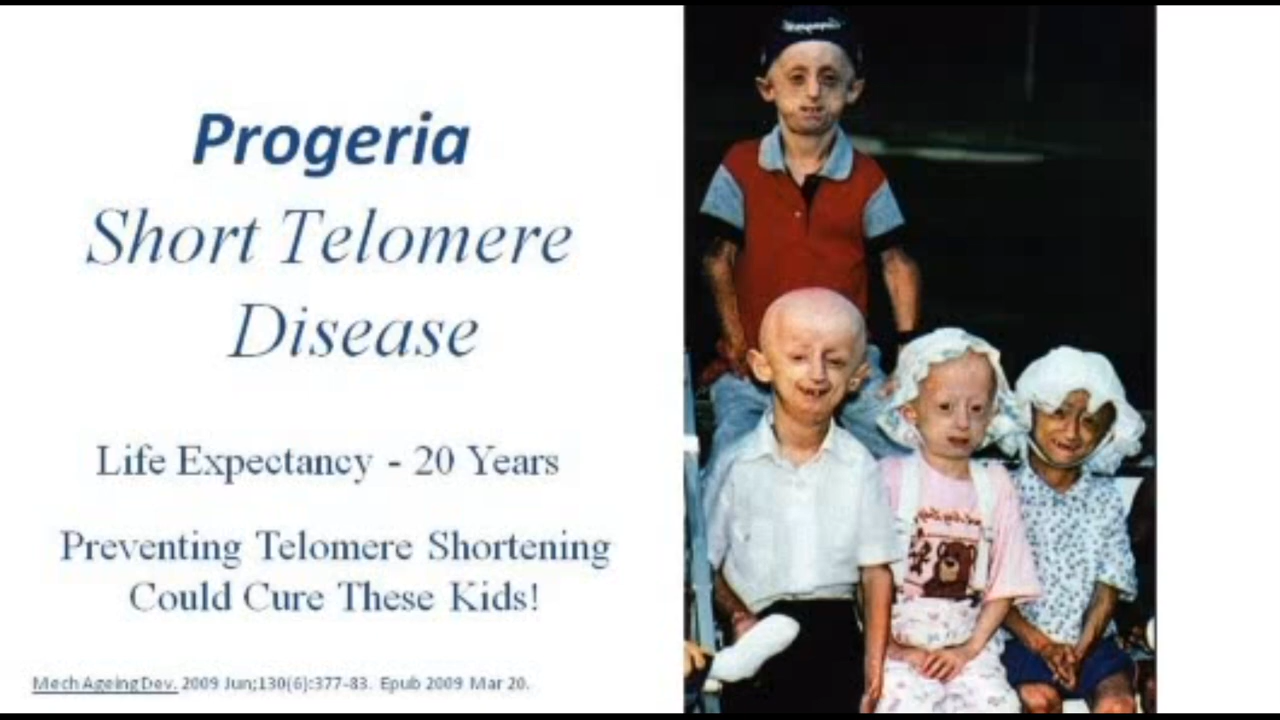 Progeria
Short Telomere
Disease
Life Expectancy - 20 Years
Preventing Telomere Shortening
Could Cure These Kids!
Mech Ageing Dev. 2009 Jun;130(6):377-83. Epub 2009 Mar 20.